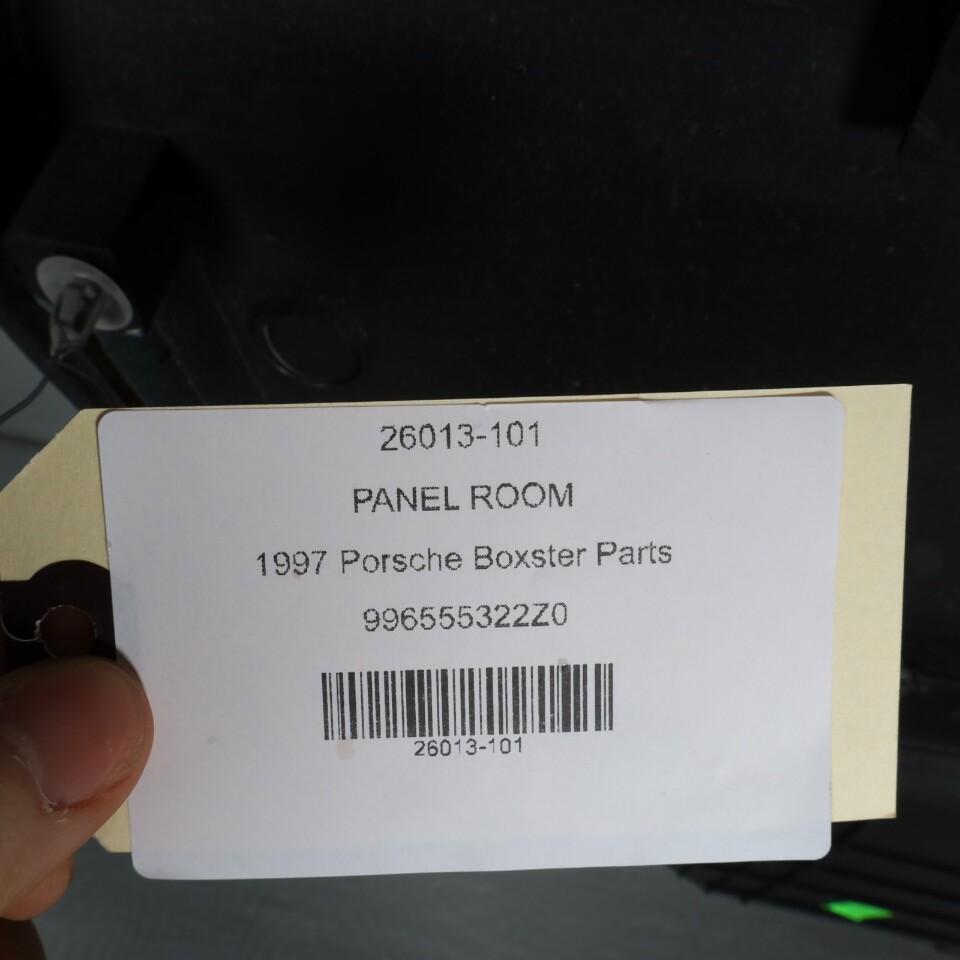 26013-101
PANEL ROOM
1997 Porsche Boxster Parts
996555322Z0
26013-101